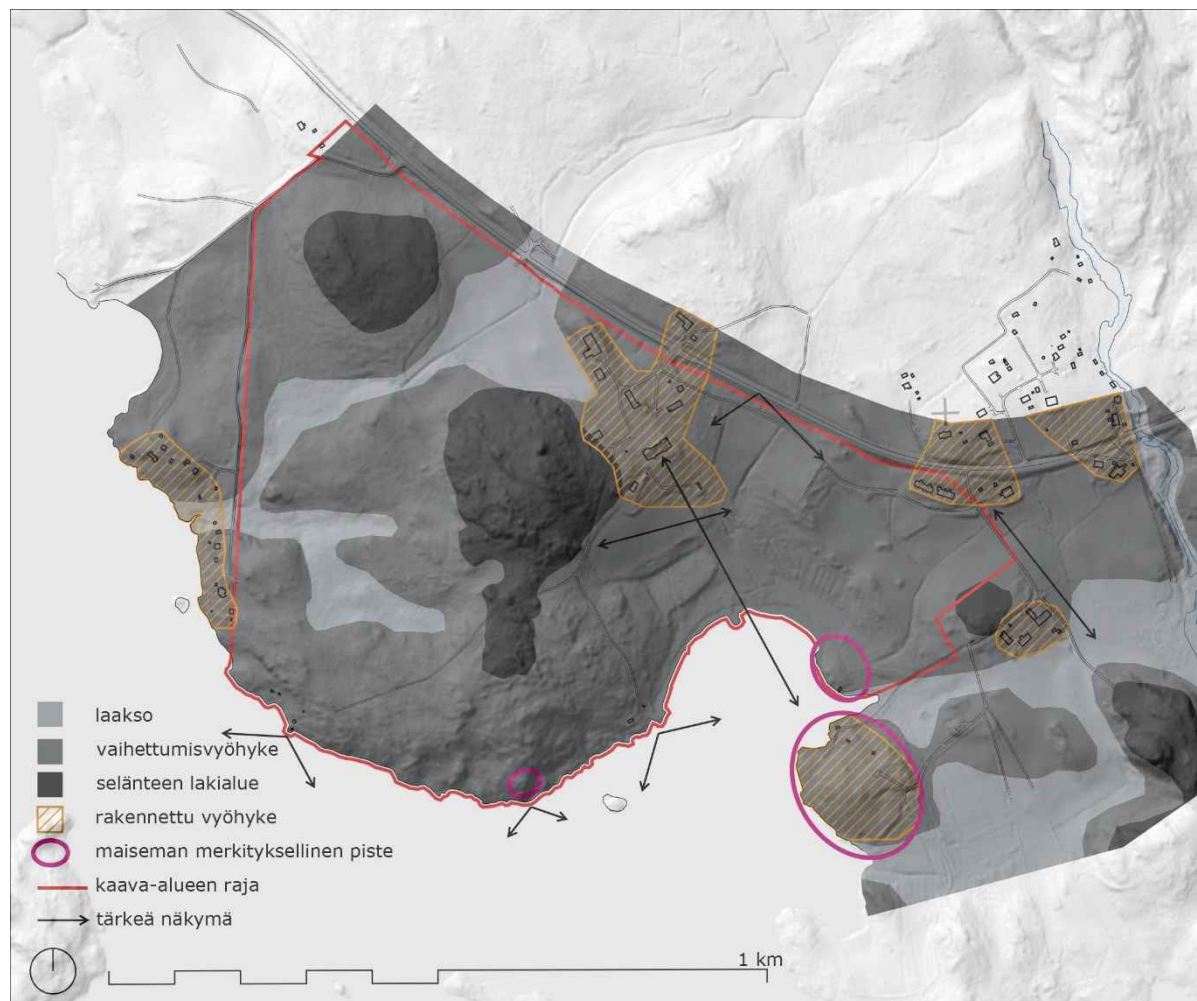 laakso
vaihettumisvyöhyke
selänteen lakialue
rakennettu vyöhyke
maiseman merkityksellinen piste
kaava-alueen raja
tärkeä näkymä
1 km